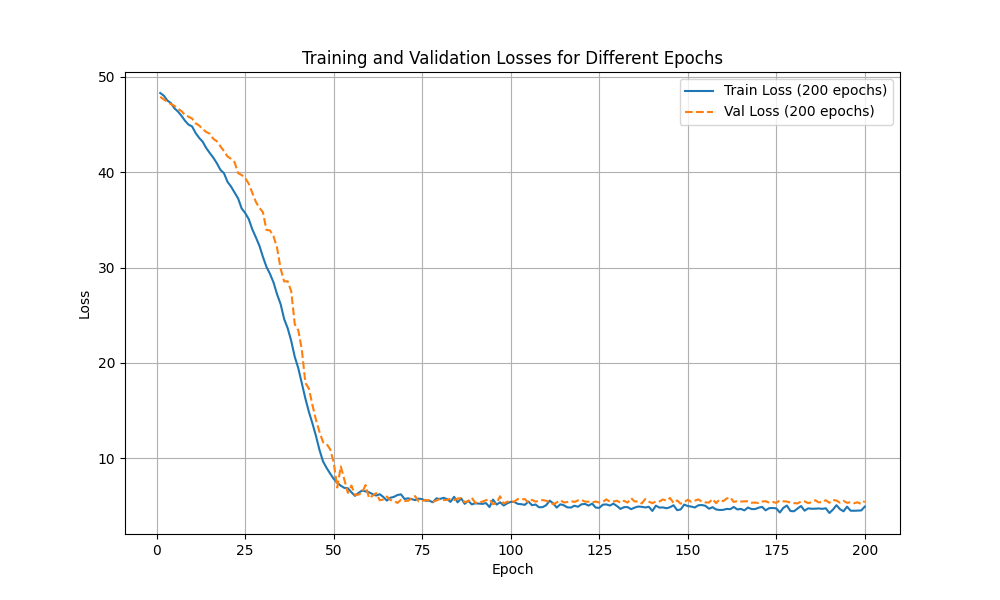 Training and Validation Losses for Different Epochs
Train Loss (200 epochs)
Val Loss (200 epochs)
50
40
30
20
10
Loss
0 25 50 75 100 125 150 175 200
Epoch